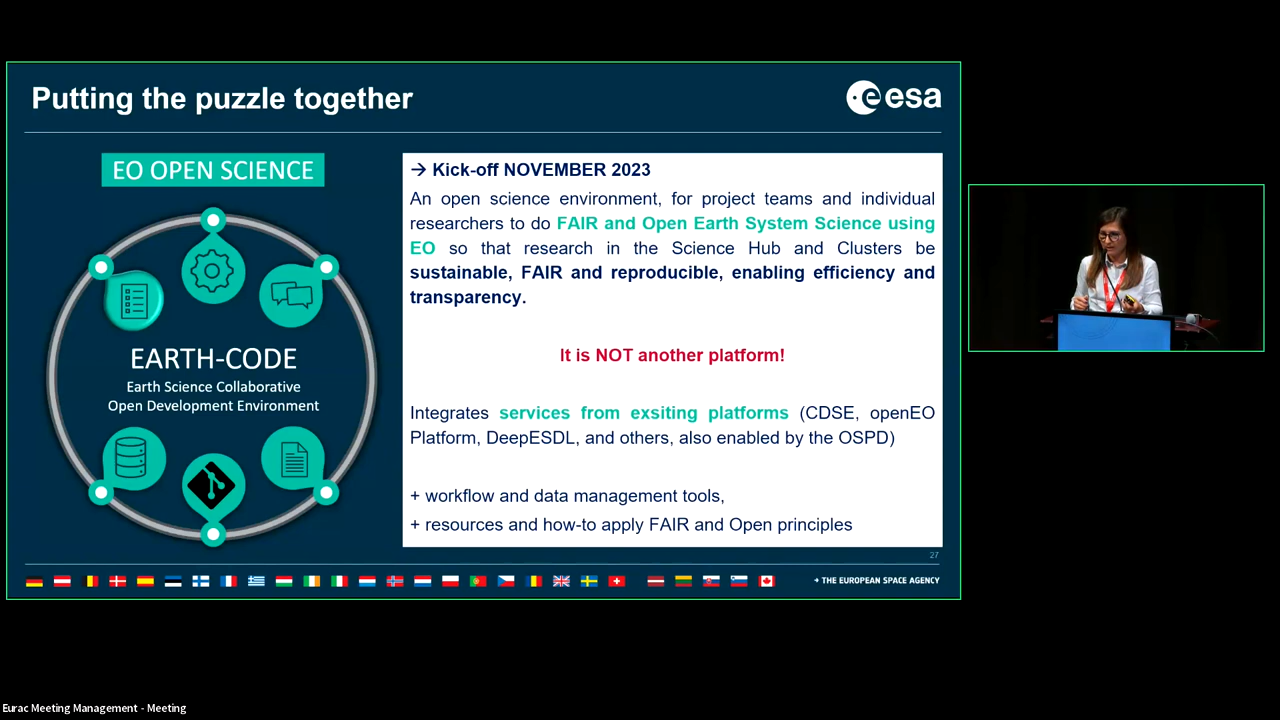 Putting the puzzle together
esa
EO OPEN SCIENCE
EARTH-CODE
Earth Science Collaborative
Open Development Environment
→ Kick-off NOVEMBER 2023
An open science environment, for project teams and individual
researchers to do FAIR and Open Earth System Science using
EO so that research in the Science Hub and Clusters be
sustainable, FAIR and reproducible, enabling efficiency and
transparency.
It is NOT another platform!
Integrates services from exsiting platforms (CDSE, openEO
Platform, DeepESDL, and others, also enabled by the OSPD)
+ workflow and data management tools,
+ resources and how-to apply FAIR and Open principles
27
→ THE EUROPEAN SPACE AGENCY
Eurac Meeting Management - Meeting